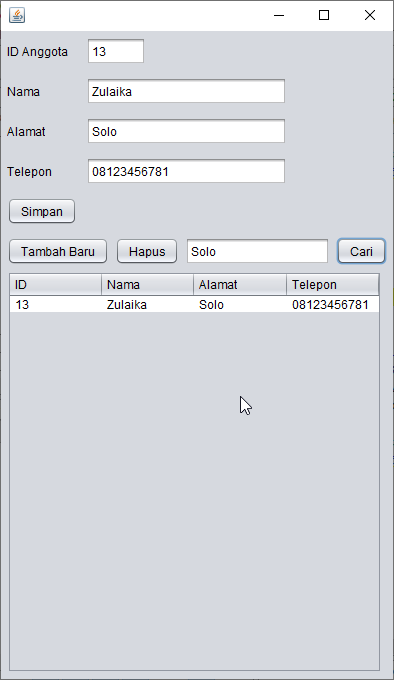 ID Anggota 13
Nama Zulaika
Alamat Solo
Telepon 08123456781
Simpan
Tambah Baru Hapus Solo Cari
ID Nama Alamat Telepon
13 Zulaika Solo 08123456781